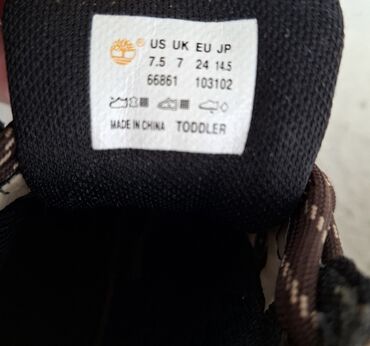 ® US UK EU JP
7.5 7 24 14.5
66861 103102
MADE IN CHINA TODDLER